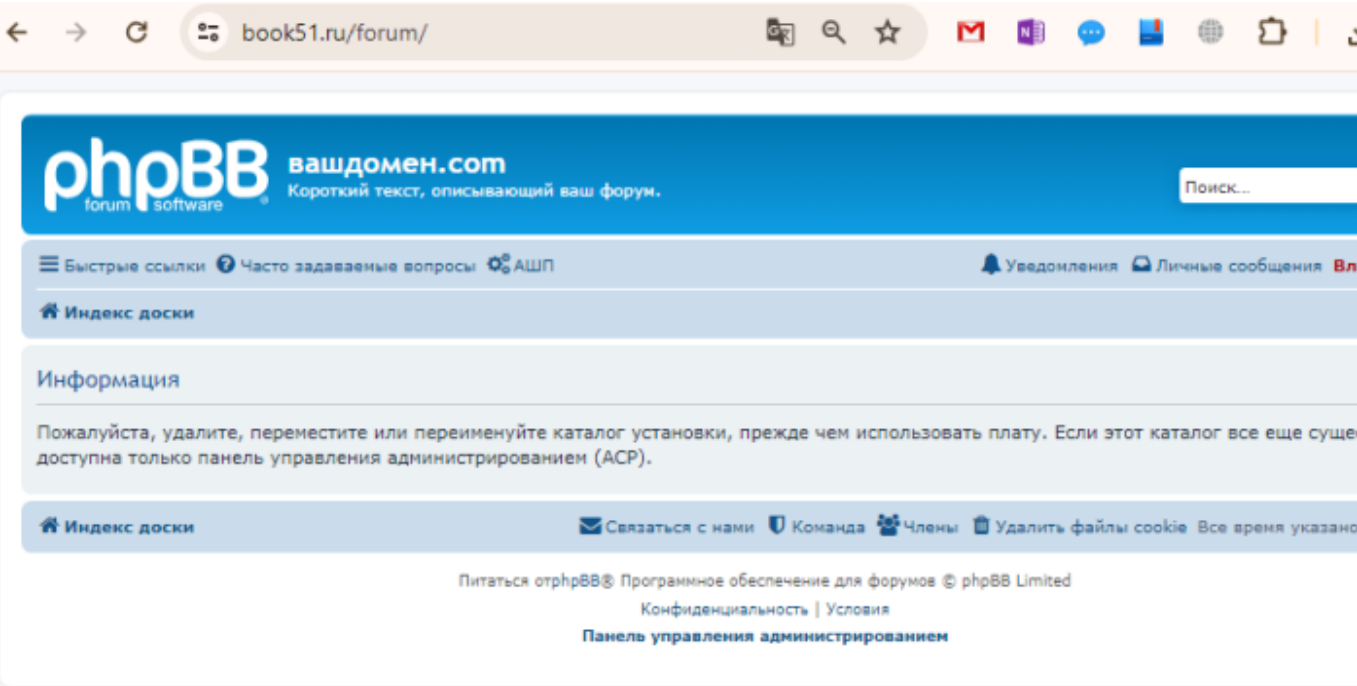 book51.ru/forum/
phpBB
forum software
вашдомен.com
Короткий текст, описывающий ваш форум.
Поиск...
Быстрые ссылки Часто задаваемые вопросы АШП Уведомления Личные сообщения Вл
Индекс доски
Информация
Пожалуйста, удалите, переместите или переименуйте каталог установки, прежде чем использовать плату. Если этот каталог все еще суще
доступна только панель управления администрированием (ACP).
Индекс доски Связаться с нами Команда Члены Удалить файлы cookie Все время указано
Питаться отphpBB® Программное обеспечение для форумов © phpBB Limited
Конфиденциальность | Условия
Панель управления администрированием